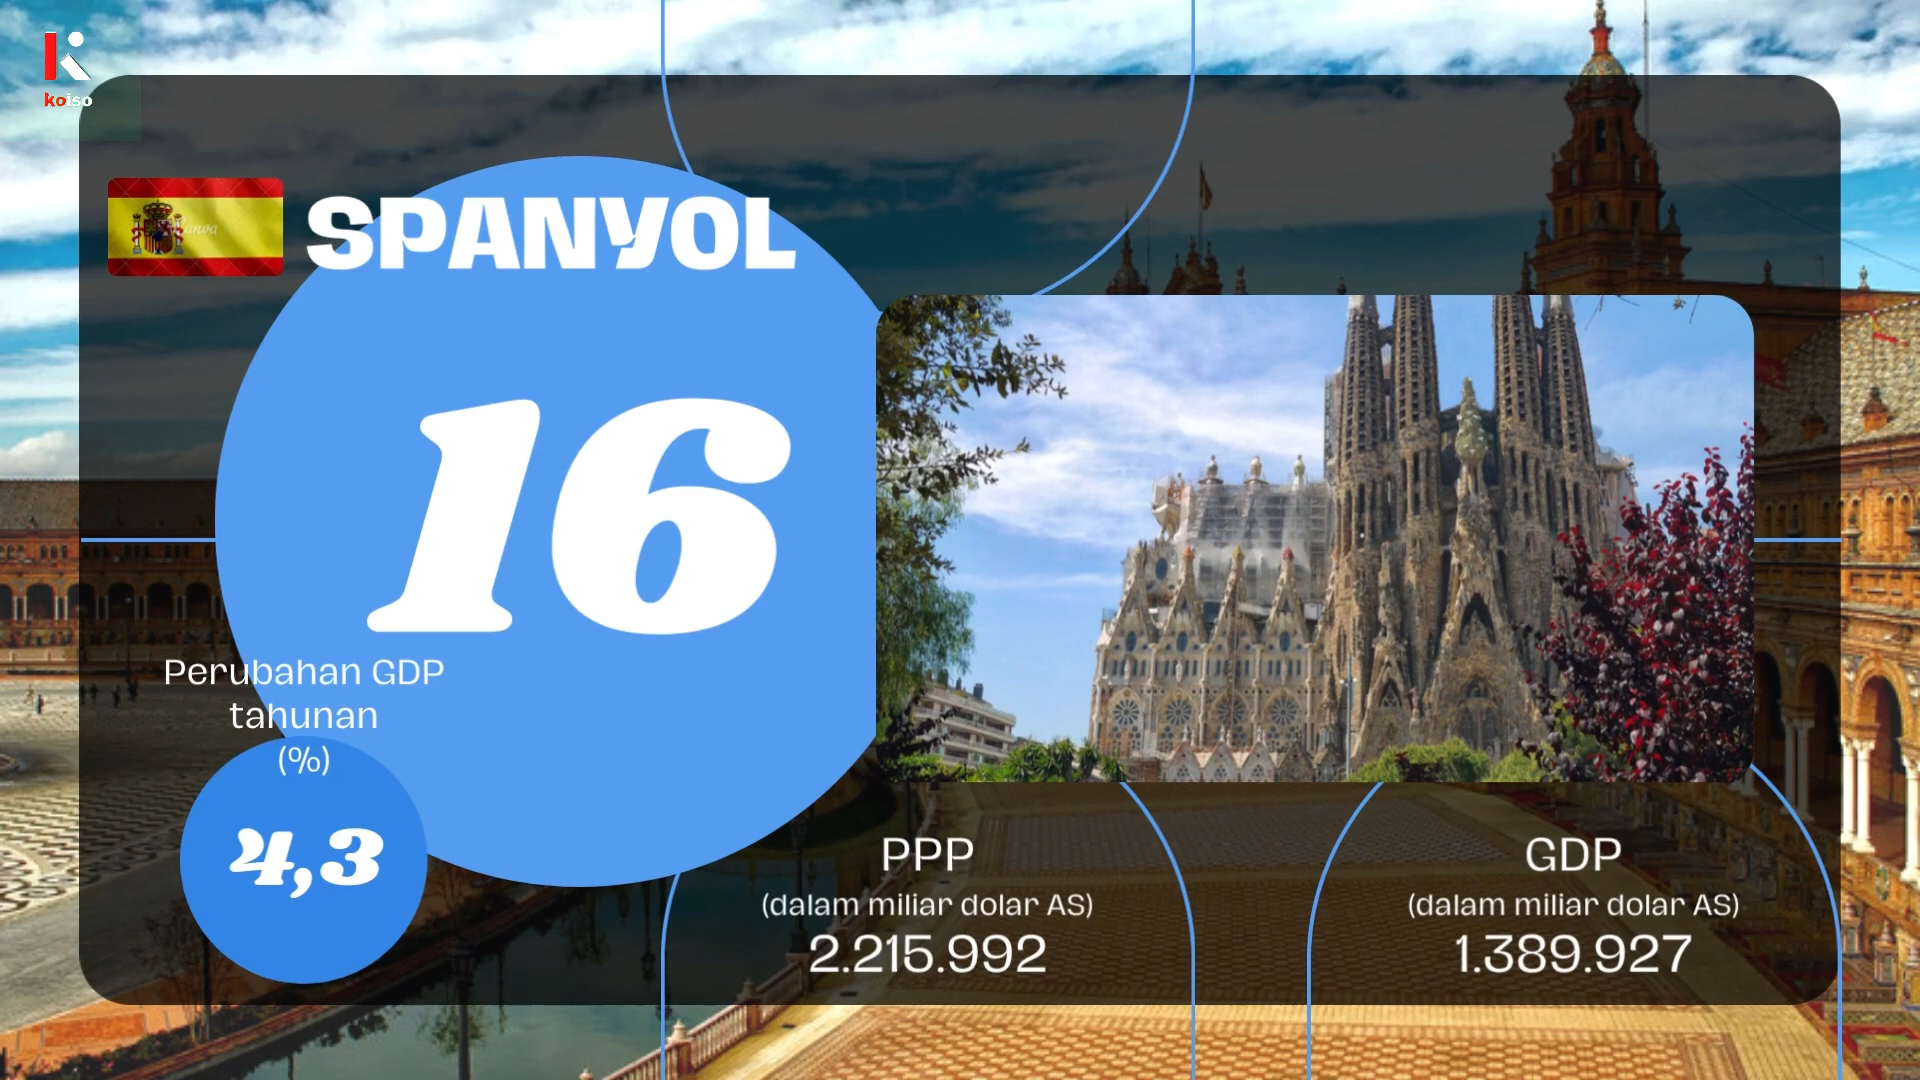 koiso
SPANYOL
16
Perubahan GDP
tahunan
(%)
4,3
PPP
(dalam miliar dolar AS)
2.215.992
GDP
(dalam miliar dolar AS)
1.389.927